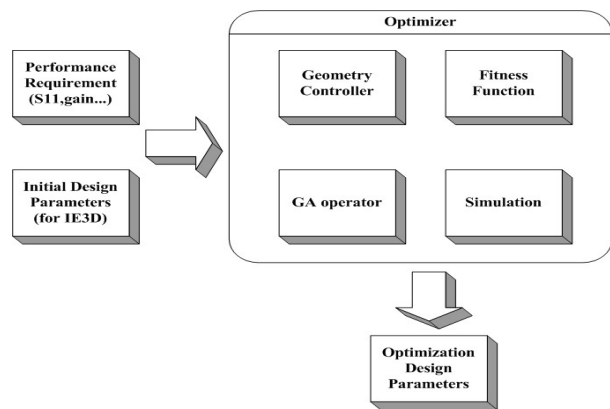 Optimizer
Performance
Requirement
(S11,gain...)
Geometry
Controller
Fitness
Function
Initial Design
Parameters
(for IE3D)
GA operator
Simulation
Optimization
Design
Parameters